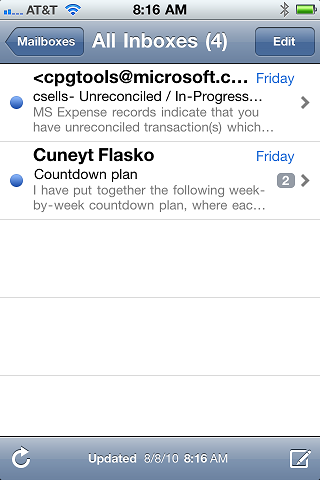 AT&T 8:16 AM
Mailboxes All Inboxes (4) Edit
<cpgtools@microsoft.c... Friday
csells- Unreconciled / In-Progress...
MS Expense records indicate that you
have unreconciled transaction(s) which...
Cuneyt Flasko Friday
Countdown plan
2
I have put together the following week-
by-week countdown plan, where eac...
Updated 8/8/10 8:16 AM